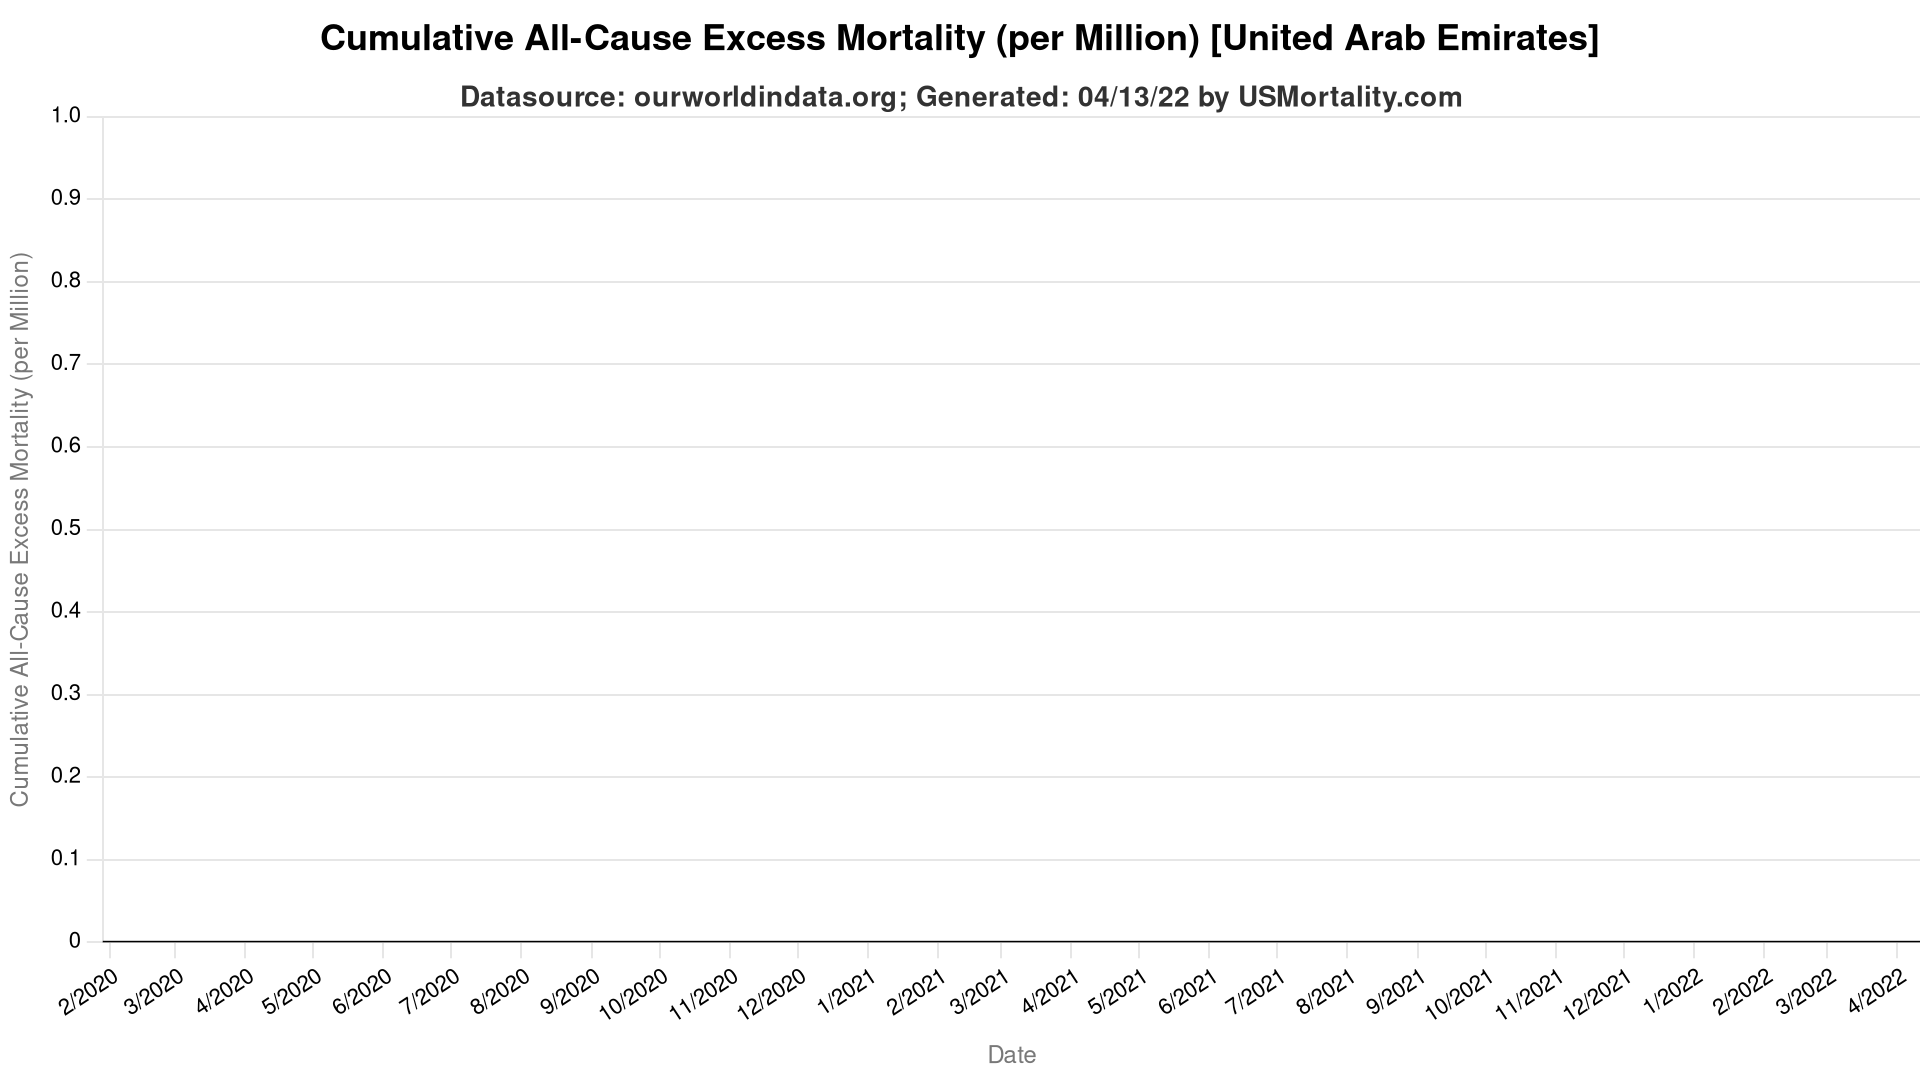 Cumulative All-Cause Excess Mortality (per Million) [United Arab Emirates]
Datasource: ourworldindata.org; Generated: 04/13/22 by USMortality.com
Cumulative All-Cause Excess Mortality (per Million)
1.0
0.9
0.8
0.7
0.6
0.5
0.4
0.3
0.2
0.1
0
2/2020 3/2020 4/2020 5/2020 6/2020 7/2020 8/2020 9/2020 10/2020 11/2020 12/2020 1/2021 2/2021 3/2021 4/2021 5/2021 6/2021 7/2021 8/2021 9/2021 10/2021 11/2021 12/2021 1/2022 2/2022 3/2022 4/2022
Date